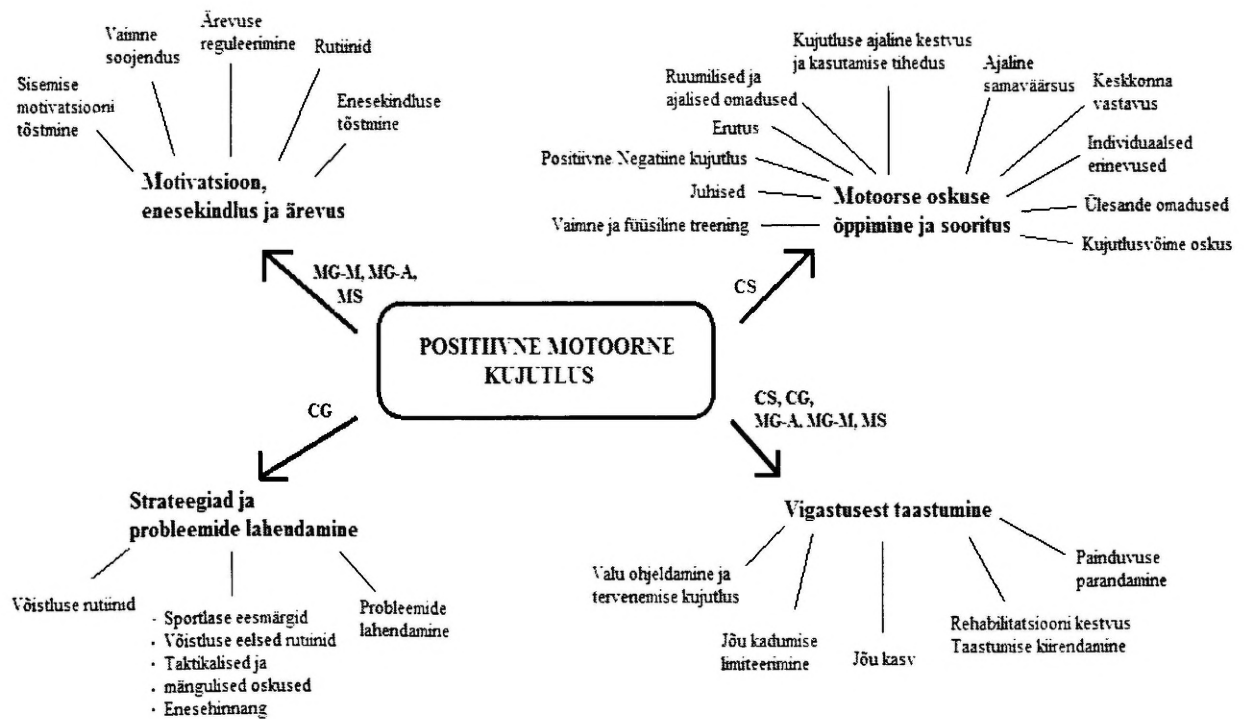 Sisemise
motivatsiooni
tõstmine
Vaimne
soojendus
Ärevuse
reguleerimine
Rutiinid
Enesekindluse
tõstmine
Motivatsioon,
enesekindlus ja ärevus
MG-M, MG-A,
MS
Kujutluse ajaline kestvus
ja kasutamise tihedus
Ruumilised ja
ajalised omadused
Erutus
Positiivne Negatiine kujutlus
Juhised
Vaimne ja füüsiline treening
Ajaline
samaväärsus
Keskkonna
vastavus
Individuaalsed
erinevused
Ülesande omadused
Kujutlusvõime oskus
Motoorse oskuse
õppimine ja sooritus
CS
POSITIIVNE MOTOORNE
KUJUTLUS
CG
CS, CG,
MG-A, MG-M, MS
Strateegiad ja
probleemide lahendamine
Võistluse rutiinid
· Sportlase eesmärgid
· Võistluse eelsed rutiinid
· Taktikalised ja
· mängulised oskused
· Enesehinnang
Probleemide
lahendamine
Vigastusest taastumine
Valu ohjeldamine ja
tervenemise kujutlus
Jõu kadumise
limiteerimine
Jõu kasv
Rehabilitatsiooni kestvus
Taastumise kiirendamine
Painduvuse
parandamine